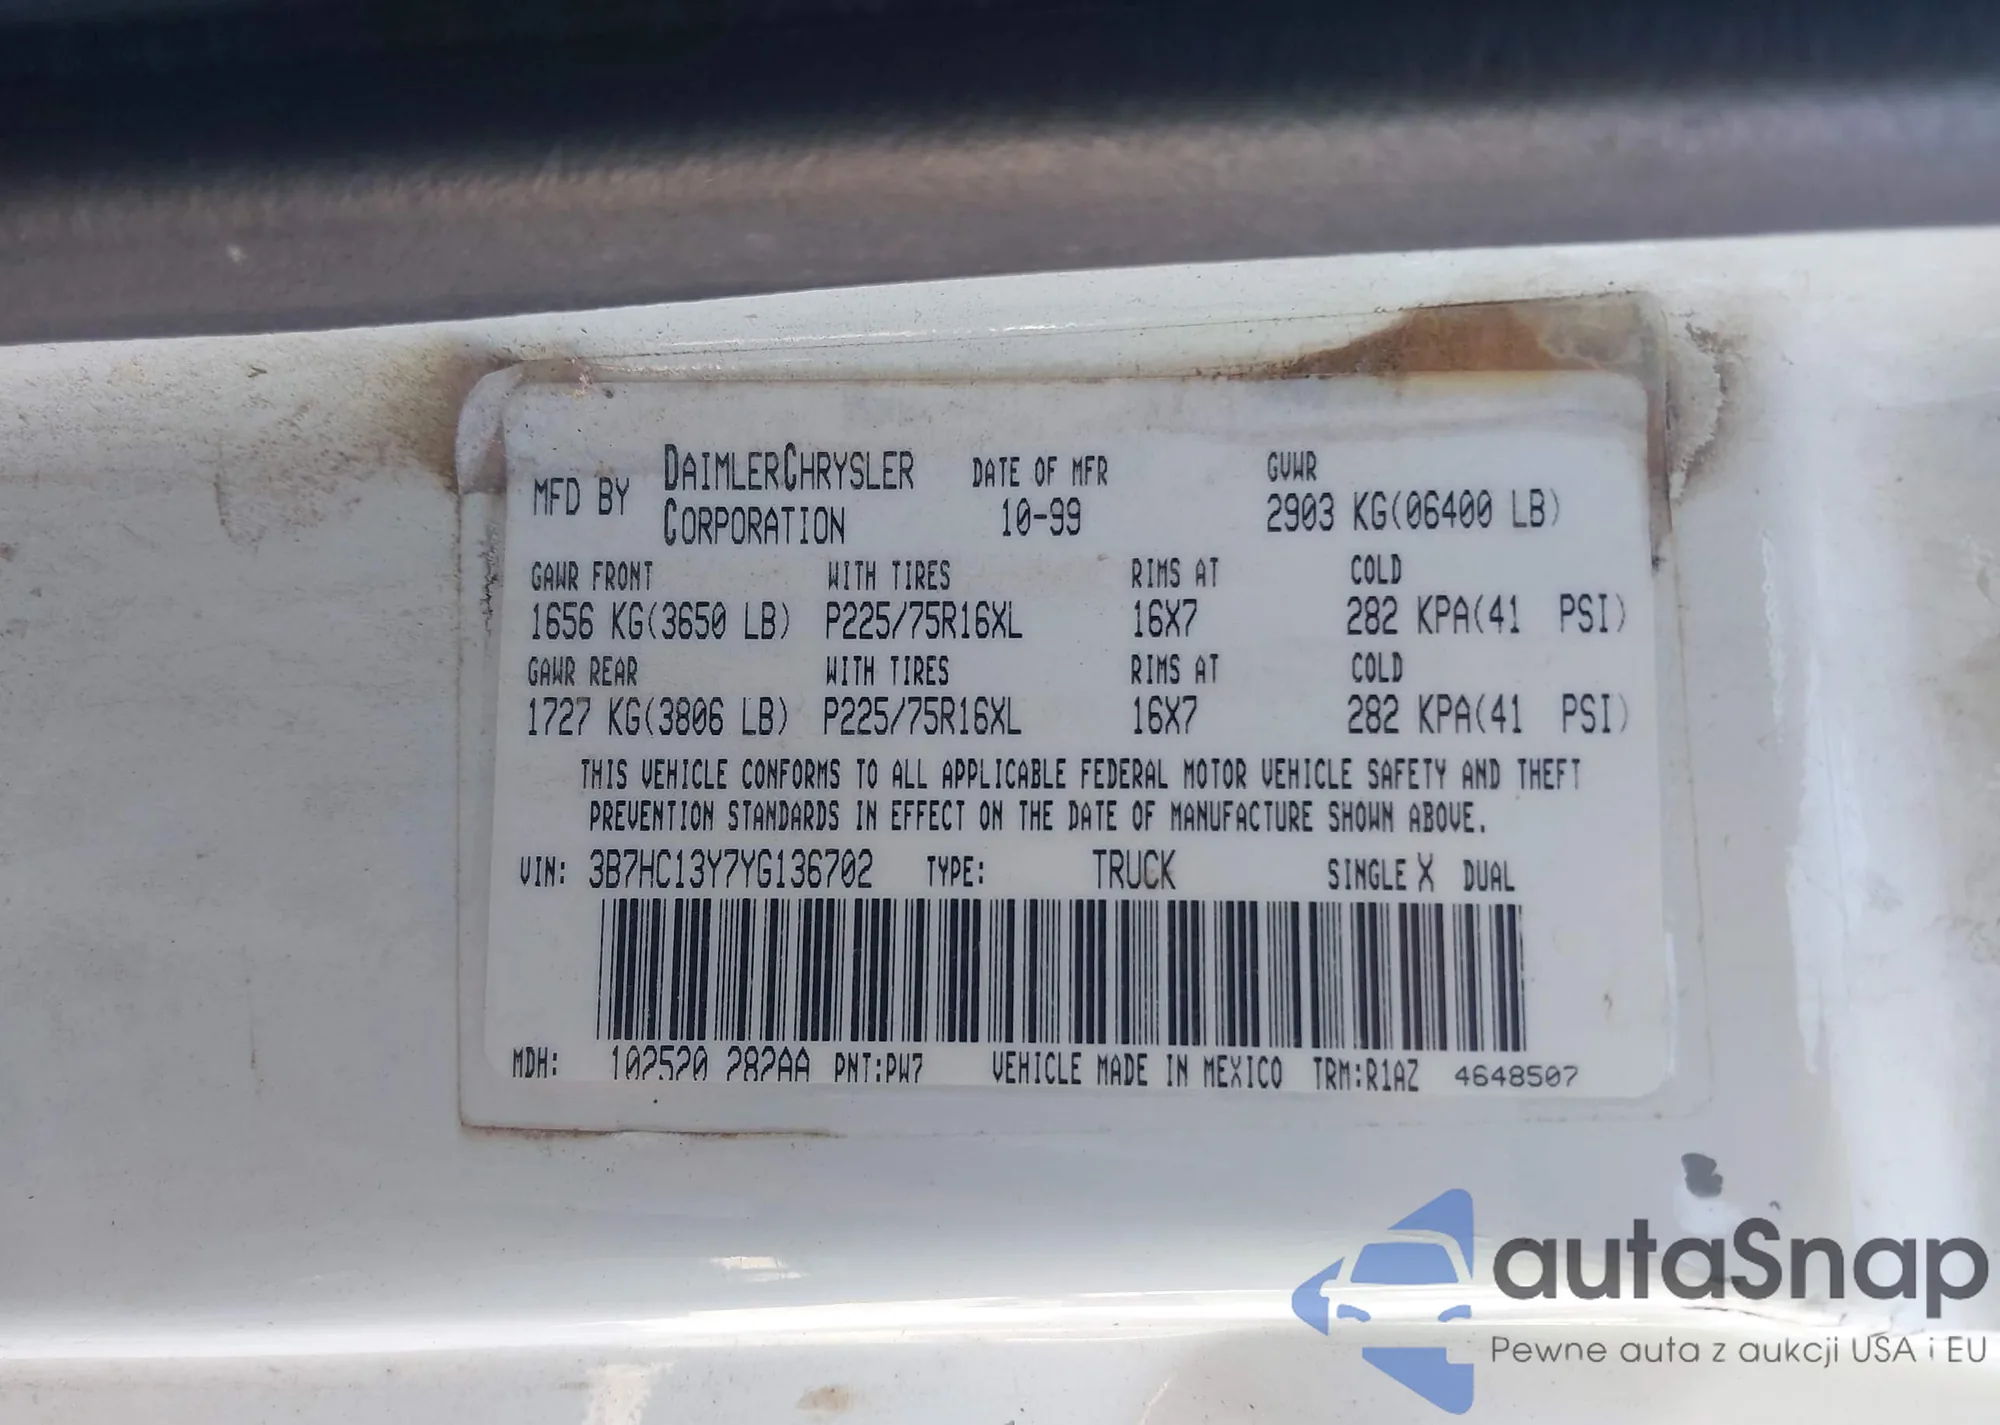 MFD BY DAIMLERCHRYSLER CORPORATION DATE OF MFR 10-99 GVWR 2903 KG(06400 LB)
GAWR FRONT WITH TIRES RIMS AT COLD
1656 KG(3650 LB) P225/75R16XL 16X7 282 KPA(41 PSI)
GAWR REAR WITH TIRES RIMS AT COLD
1727 KG(3806 LB) P225/75R16XL 16X7 282 KPA(41 PSI)
THIS VEHICLE CONFORMS TO ALL APPLICABLE FEDERAL MOTOR VEHICLE SAFETY AND THEFT
PREVENTION STANDARDS IN EFFECT ON THE DATE OF MANUFACTURE SHOWN ABOVE.
VIN: 3B7HC13Y7YG136702 TYPE: TRUCK SINGLE X DUAL
MDH: 102520 282AA PNT:PW7 VEHICLE MADE IN MEXICO TRM:R1AZ 4648507
autaSnap
Pewne auta z aukcji USA i EU